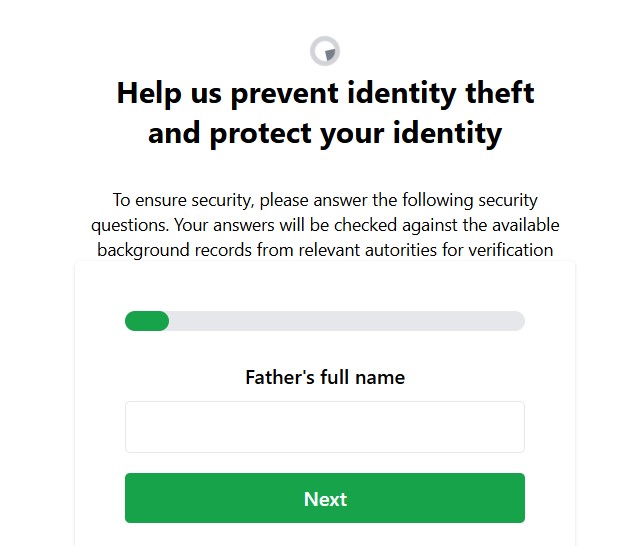 Help us prevent identity theft
and protect your identity
To ensure security, please answer the following security
questions. Your answers will be checked against the available
background records from relevant autorities for verification
Father's full name
Next